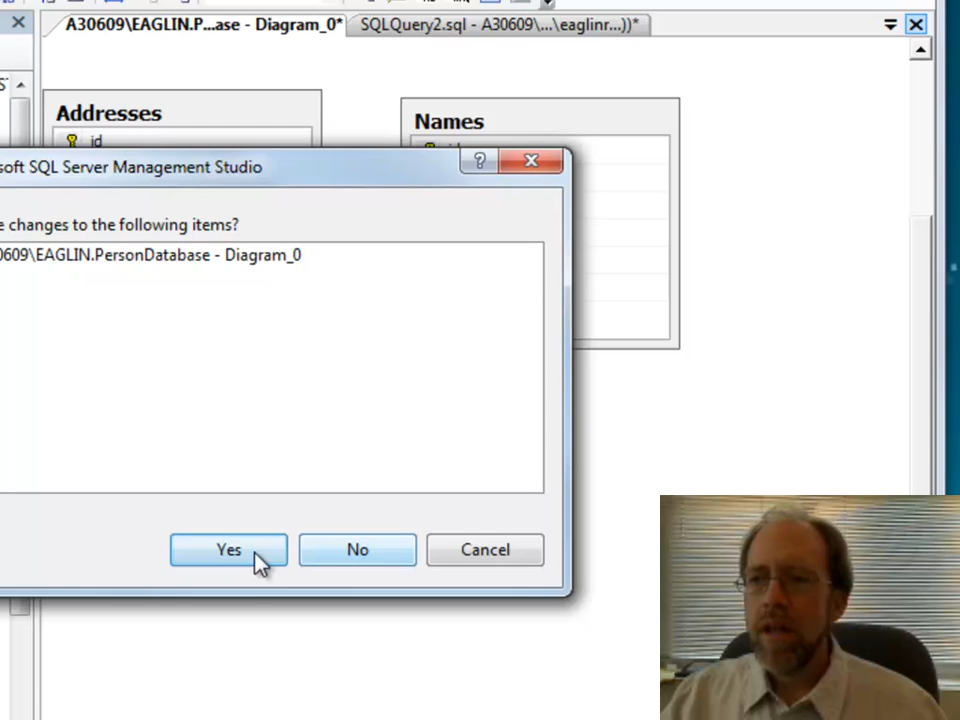 A30609\EAGLIN.P...ase - Diagram_0*
SQLQuery2.sql - A30609\...\eaglinr...))*
Addresses
id
Names
soft SQL Server Management Studio
?
e changes to the following items?
0609\EAGLIN.PersonDatabase - Diagram_0
Yes
No
Cancel